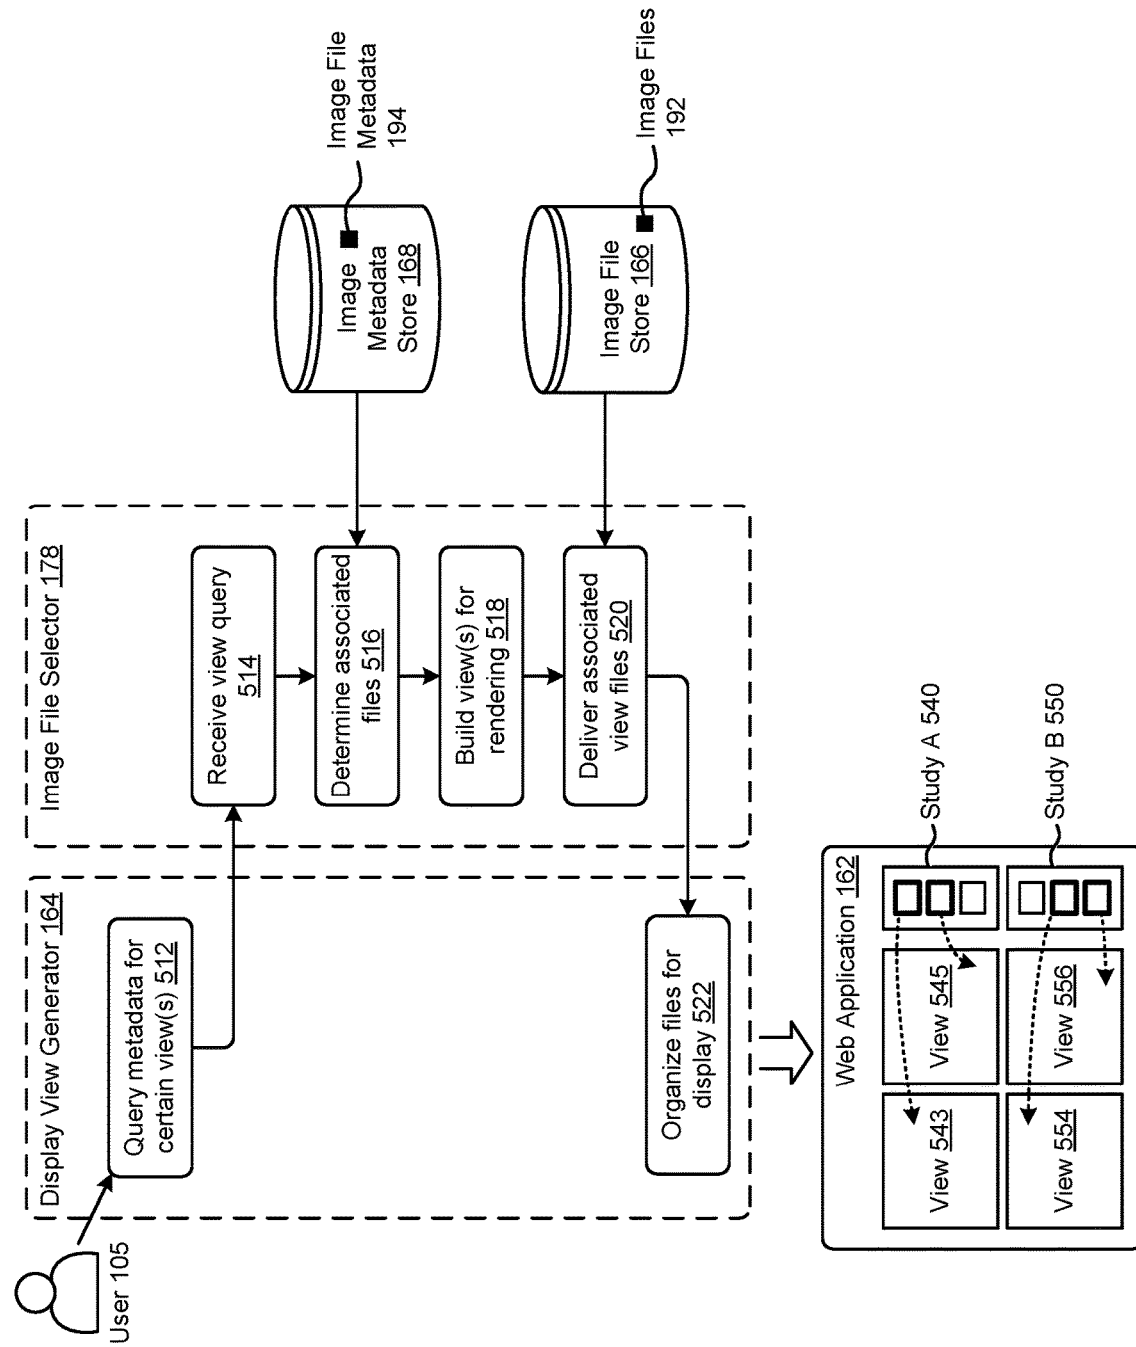 User 105
Display View Generator 164
Query metadata for
certain view(s) 512
Organize files for
display 522
Image File Selector 178
Receive view query
514
Determine associated
files 516
Build view(s) for
rendering 518
Deliver associated
view files 520
Image
Metadata
Store 168
Image File
Metadata
194
Image File
Store 166
Image Files
192
Web Application 162
View 543
View 545
Study A 540
View 554
View 556
Study B 550